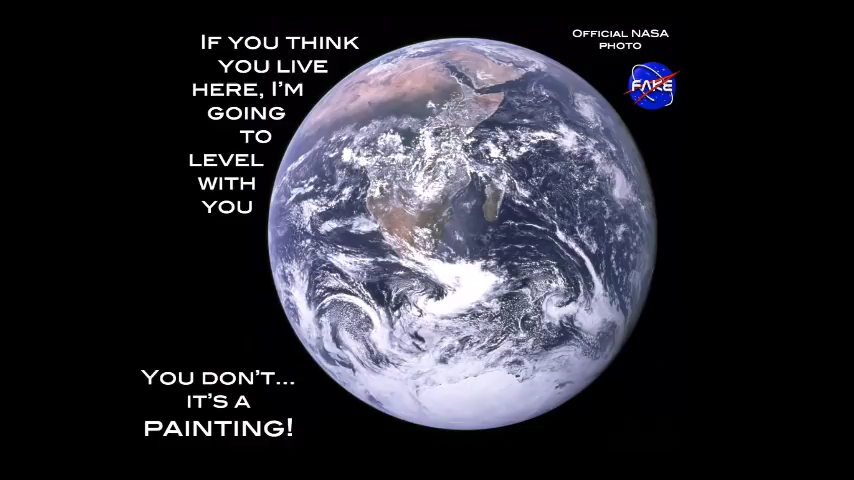 If you think
you live
here, I'm
going
to
level
with
you
Official NASA
photo
FAKE
You don't...
it's a
painting!